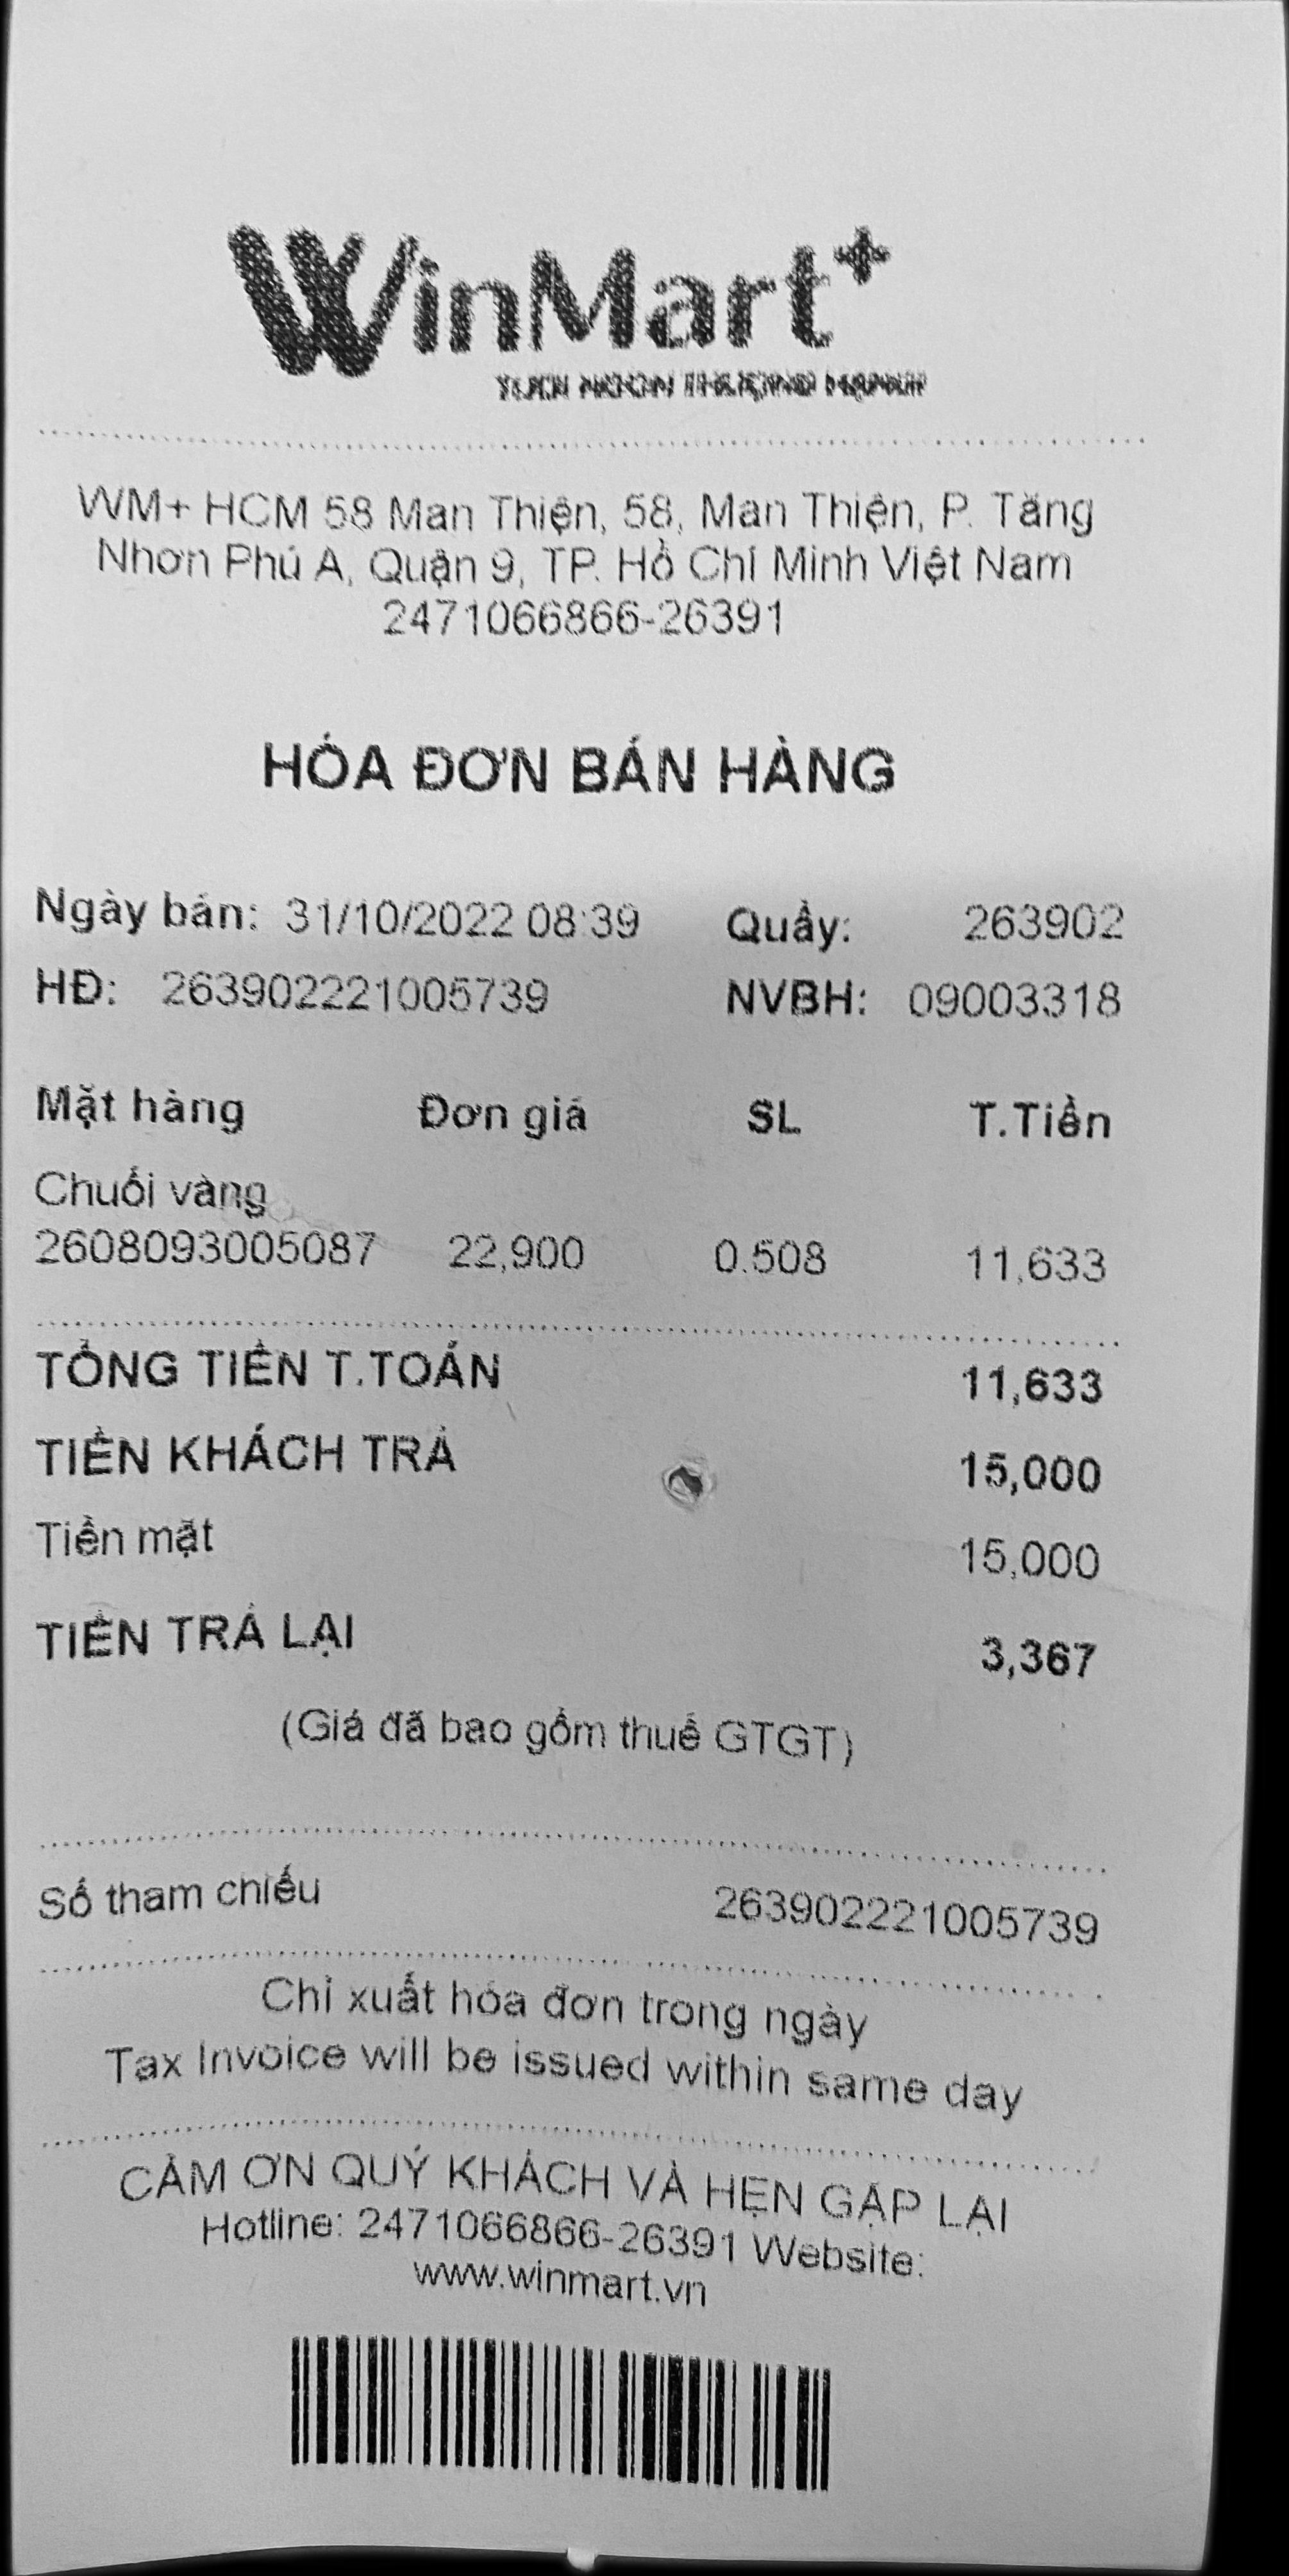 WinMart+
WM+ HCM 58 Man Thiện, 58, Man Thiện, P. Tăng
Nhơn Phú A, Quận 9, TP. Hồ Chí Minh Việt Nam
2471066866-26391
HÓA ĐƠN BÁN HÀNG
Ngày bán: 31/10/2022 08:39 Quầy: 263902
HĐ: 263902221005739 NVBH: 09003318
Mặt hàng Đơn giá SL T.Tiền
Chuối vàng
2608093005087 22,900 0.508 11,633
TỔNG TIỀN T.TOÁN 11,633
TIỀN KHÁCH TRẢ 15,000
Tiền mặt 15,000
TIỀN TRẢ LẠI 3,367
(Giá đã bao gồm thuế GTGT)
Số tham chiếu 263902221005739
Chỉ xuất hóa đơn trong ngày
Tax Invoice will be issued within same day
CẢM ƠN QUÝ KHÁCH VÀ HẸN GẶP LẠI
Hotline: 2471066866-26391 Website:
www.winmart.vn